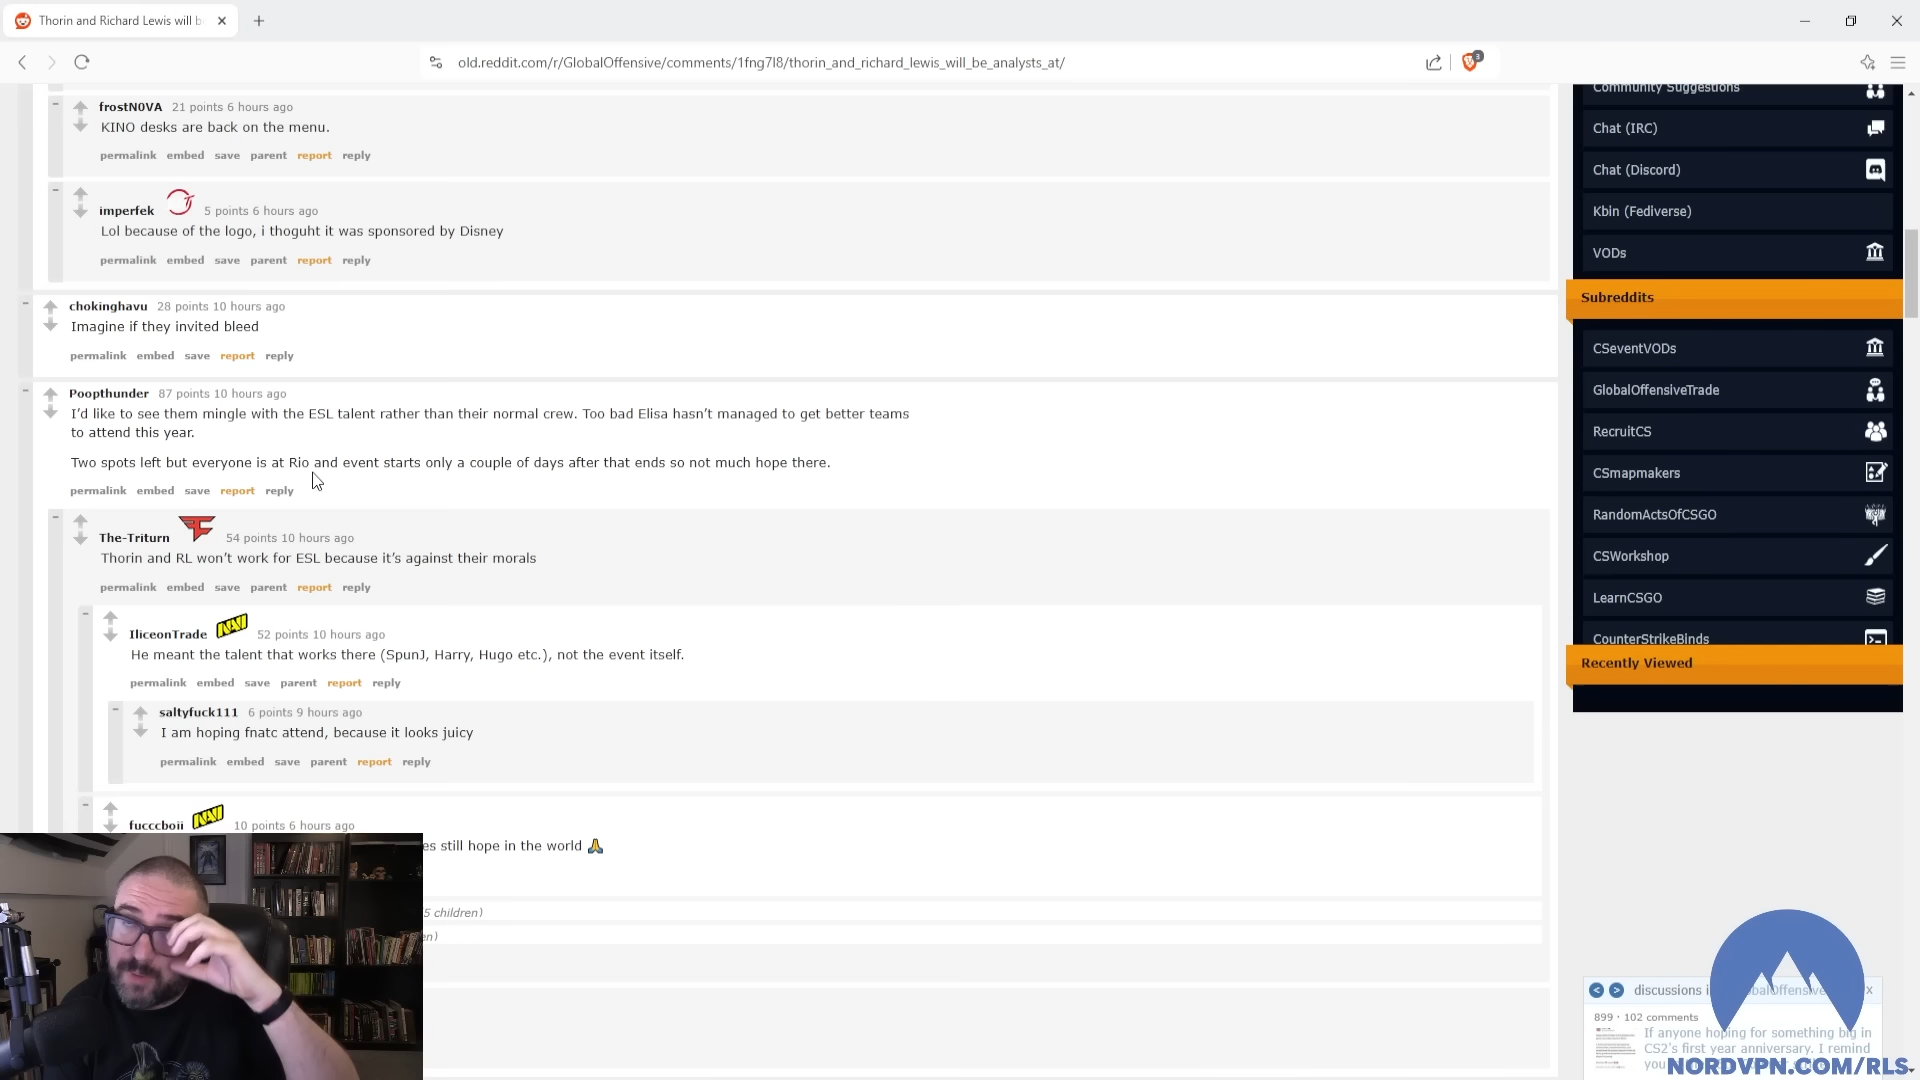 Thorin and Richard Lewis will b
old.reddit.com/r/GlobalOffensive/comments/1fng7l8/thorin_and_richard_lewis_will_be_analysts_at/
3
frostN0VA 21 points 6 hours ago
KINO desks are back on the menu.
permalink embed save parent report reply
imperfek 5 points 6 hours ago
Lol because of the logo, i thoguht it was sponsored by Disney
permalink embed save parent report reply
chokinghavu 28 points 10 hours ago
Imagine if they invited bleed
permalink embed save report reply
Poopthunder 87 points 10 hours ago
I'd like to see them mingle with the ESL talent rather than their normal crew. Too bad Elisa hasn't managed to get better teams
to attend this year.
Two spots left but everyone is at Rio and event starts only a couple of days after that ends so not much hope there.
permalink embed save report reply
The-Triturn 54 points 10 hours ago
Thorin and RL won't work for ESL because it's against their morals
permalink embed save parent report reply
IliceonTrade NAVI 52 points 10 hours ago
He meant the talent that works there (SpunJ, Harry, Hugo etc.), not the event itself.
permalink embed save parent report reply
saltyfuck111 6 points 9 hours ago
I am hoping fnatc attend, because it looks juicy
permalink embed save parent report reply
fucccboii NAVI 10 points 6 hours ago
es still hope in the world 🙏
5 children)
en)
Community Suggestions
Chat (IRC)
Chat (Discord)
Kbin (Fediverse)
VODs
Subreddits
CSeventVODs
GlobalOffensiveTrade
RecruitCS
CSmapmakers
RandomActsOfCSGO
CSWorkshop
LearnCSGO
CounterStrikeBinds
Recently Viewed
< > discussions i balOffensive x
899 · 102 comments
If anyone hoping for something big in
CS2's first year anniversary. I remind
you
NORDVPN.COM/RLS